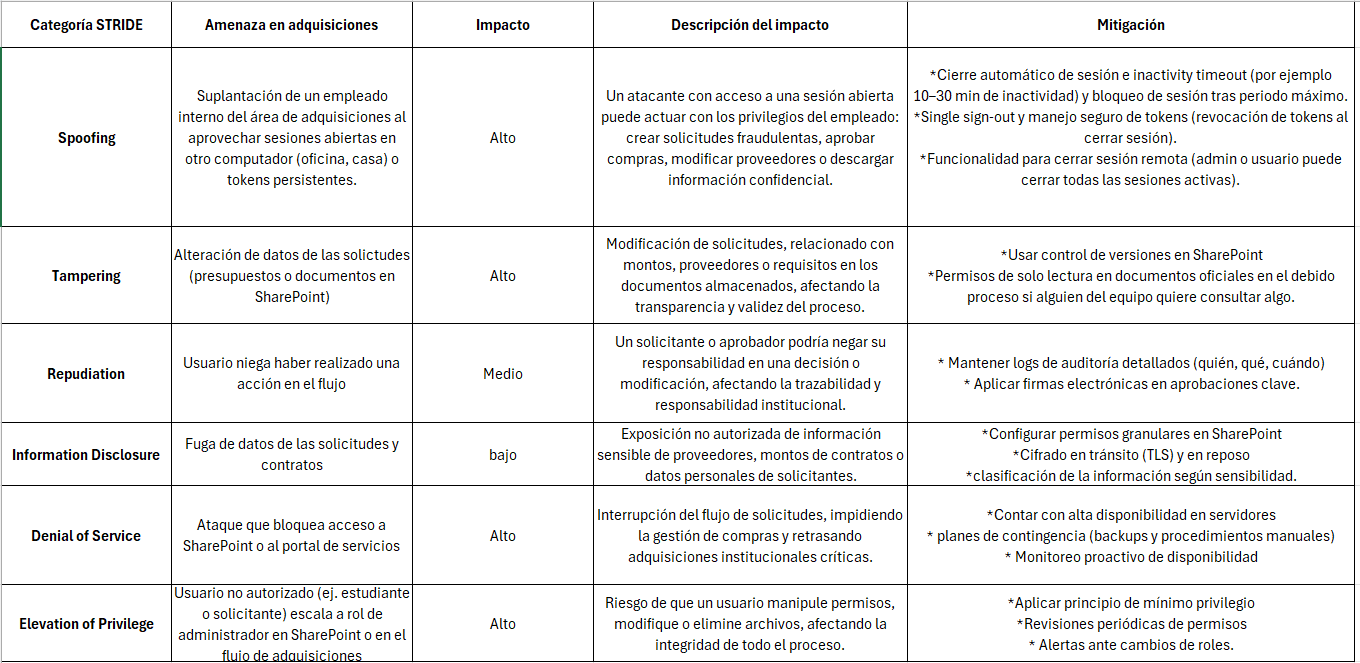 Categoría STRIDE
Amenaza en adquisiciones
Impacto
Descripción del impacto
Mitigación
Spoofing
Suplantación de un empleado
interno del área de adquisiciones al
aprovechar sesiones abiertas en
otro computador (oficina, casa) o
tokens persistentes.
Alto
Un atacante con acceso a una sesión abierta
puede actuar con los privilegios del empleado:
crear solicitudes fraudulentas, aprobar
compras, modificar proveedores o descargar
información confidencial.
*Cierre automático de sesión e inactivity timeout (por ejemplo
10–30 min de inactividad) y bloqueo de sesión tras periodo máximo.
*Single sign-out y manejo seguro de tokens (revocación de tokens al
cerrar sesión).
*Funcionalidad para cerrar sesión remota (admin o usuario puede
cerrar todas las sesiones activas).
Tampering
Alteración de datos de las solictudes
(presupuestos o documentos en
SharePoint)
Alto
Modificación de solicitudes, relacionado con
montos, proveedores o requisitos en los
documentos almacenados, afectando la
transparencia y validez del proceso.
*Usar control de versiones en SharePoint
*Permisos de solo lectura en documentos oficiales en el debido
proceso si alguien del equipo quiere consultar algo.
Repudiation
Usuario niega haber realizado una
acción en el flujo
Medio
Un solicitante o aprobador podría negar su
responsabilidad en una decisión o
modificación, afectando la trazabilidad y
responsabilidad institucional.
* Mantener logs de auditoría detallados (quién, qué, cuándo)
* Aplicar firmas electrónicas en aprobaciones clave.
Information Disclosure
Fuga de datos de las solicitudes y
contratos
bajo
Exposición no autorizada de información
sensible de proveedores, montos de contratos o
datos personales de solicitantes.
*Configurar permisos granulares en SharePoint
*Cifrado en tránsito (TLS) y en reposo
*clasificación de la información según sensibilidad.
Denial of Service
Ataque que bloquea acceso a
SharePoint o al portal de servicios
Alto
Interrupción del flujo de solicitudes, impidiendo
la gestión de compras y retrasando
adquisiciones institucionales críticas.
*Contar con alta disponibilidad en servidores
* planes de contingencia (backups y procedimientos manuales)
* Monitoreo proactivo de disponibilidad
Elevation of Privilege
Usuario no autorizado (ej. estudiante
o solicitante) escala a rol de
administrador en SharePoint o en el
flujo de adquisiciones
Alto
Riesgo de que un usuario manipule permisos,
modifique o elimine archivos, afectando la
integridad de todo el proceso.
*Aplicar principio de mínimo privilegio
*Revisiones periódicas de permisos
* Alertas ante cambios de roles.